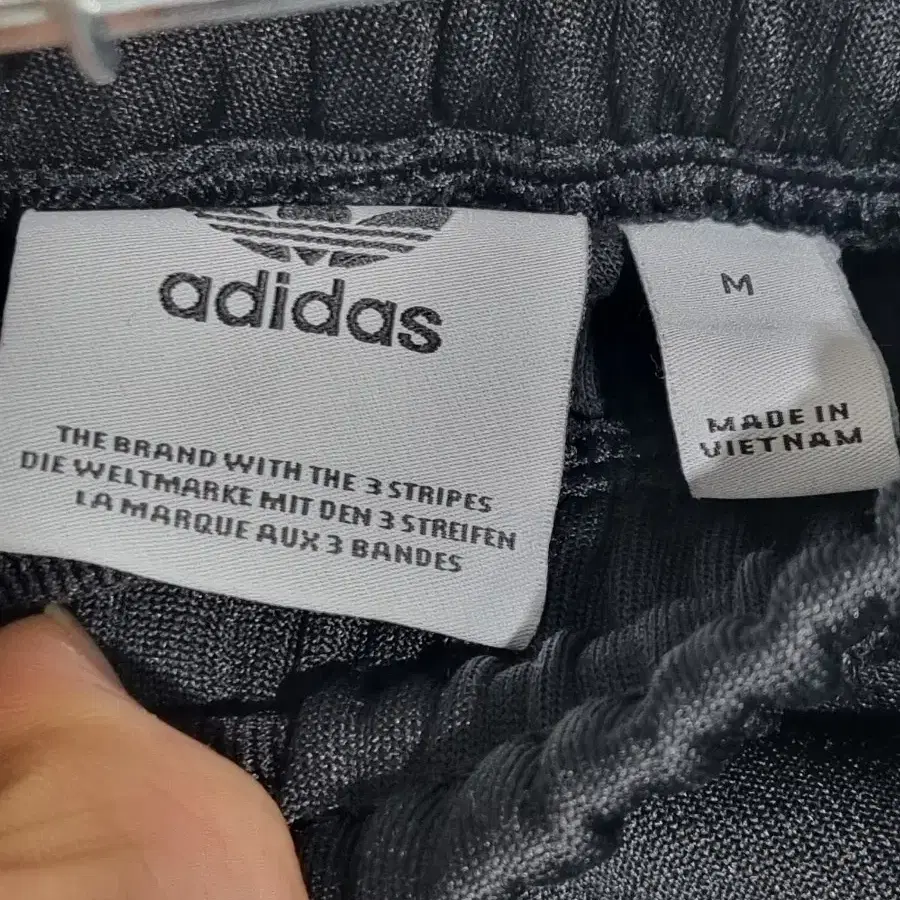 adidas
THE BRAND WITH THE 3 STRIPES
DIE WELTMARKE MIT DEN 3 STREIFEN
LA MARQUE AUX 3 BANDES
M
MADE IN
VIETNAM